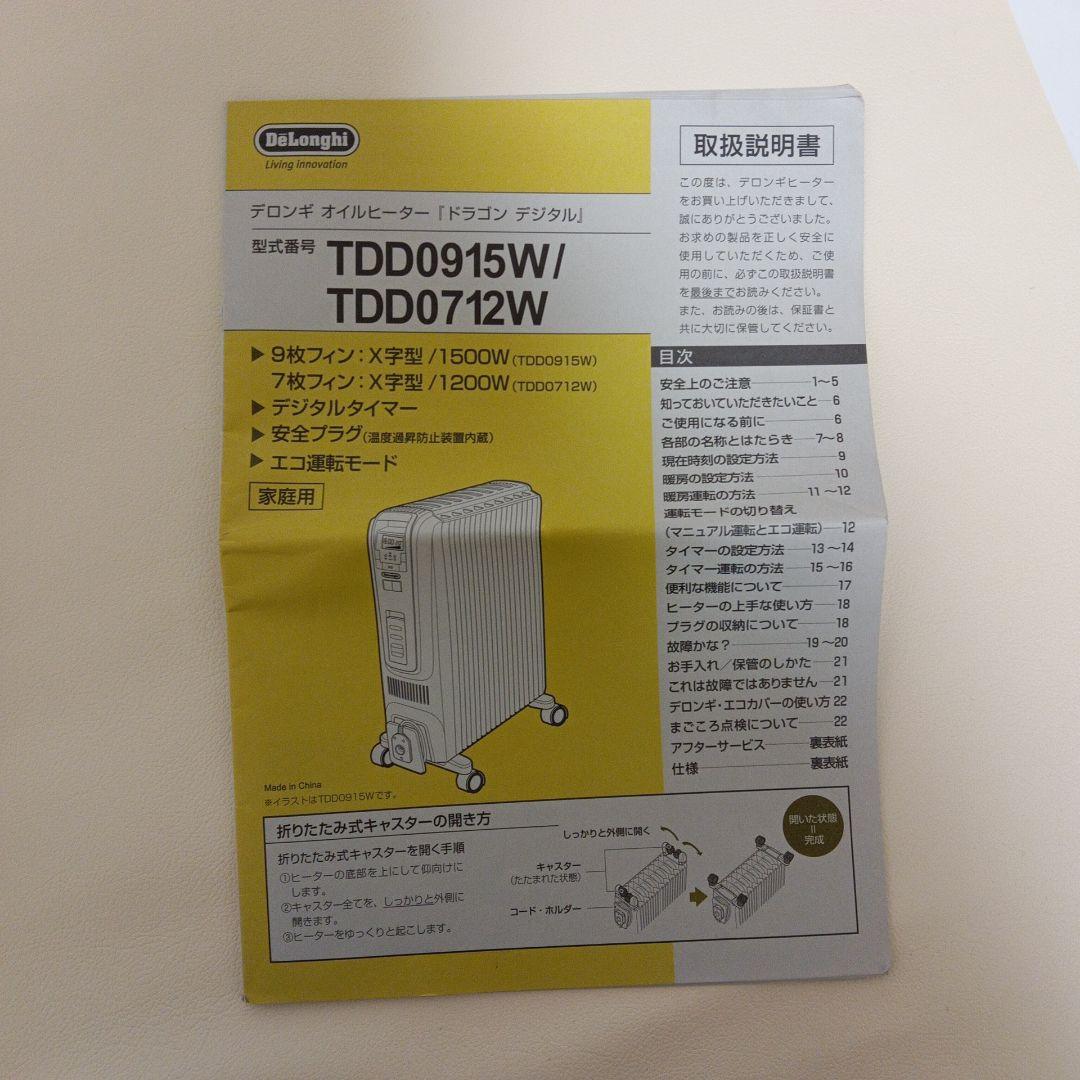 DeLonghi
Living innovation
デロンギ オイルヒーター『ドラゴン デジタル』
型式番号 TDD0915W/
TDD0712W
▶ 9枚フィン：X字型 /1500W(TDD0915W)
7枚フィン：X字型 /1200W(TDD0712W)
▶ デジタルタイマー
▶ 安全プラグ(温度過昇防止装置内蔵)
▶ エコ運転モード
家庭用
Made in China
※イラストはTDD0915Wです。
取扱説明書
この度は、デロンギヒーター
をお買い上げいただきまして、
誠にありがとうございました。
お求めの製品を正しく安全に
使用していただくため、ご使
用の前に、必ずこの取扱説明書
を最後までお読みください。
また、お読みの後は、保証書と
共に大切に保管してください。
目次
安全上のご注意 1〜5
知っておいていただきたいこと 6
ご使用になる前に 6
各部の名称とはたらき 7〜8
現在時刻の設定方法 9
暖房の設定方法 10
暖房運転の方法 11〜12
運転モードの切り替え
(マニュアル運転とエコ運転) 12
タイマーの設定方法 13〜14
タイマー運転の方法 15〜16
便利な機能について 17
ヒーターの上手な使い方 18
プラグの収納について 18
故障かな？ 19〜20
お手入れ／保管のしかた 21
これは故障ではありません 21
デロンギ・エコカバーの使い方 22
まごころ点検について 22
アフターサービス 裏表紙
仕様 裏表紙
折りたたみ式キャスターの開き方
折りたたみ式キャスターを開く手順
①ヒーターの底部を上にして仰向けに
します。
②キャスター全てを、しっかりと外側に
開きます。
③ヒーターをゆっくりと起こします。
しっかりと外側に開く
キャスター
(たたまれた状態)
コード・ホルダー
開いた状態
＝
完成